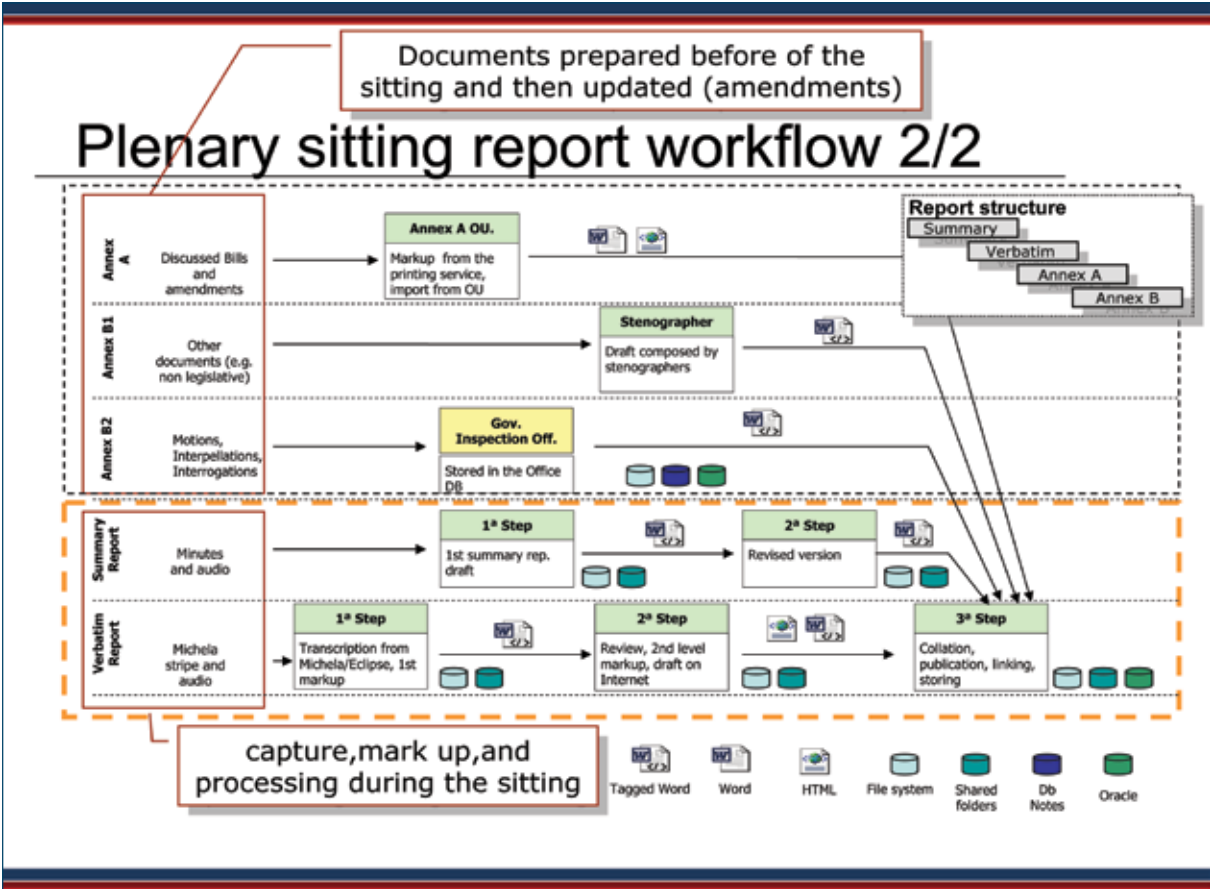 Documents prepared before of the
sitting and then updated (amendments)
Plenary sitting report workflow 2/2
Report structure
Summary
Verbatim
Annex A
Annex B
Annex
A
Discussed Bills
and
amendments
Annex A OU.
Markup from the
printing service,
import from OU
Annex B1
Other
documents (e.g.
non legislative)
Stenographer
Draft composed by
stenographers
Annex B2
Motions,
Interpellations,
Interrogations
Gov.
Inspection Off.
Stored in the Office
DB
Summary
Report
Minutes
and audio
1ª Step
1st summary rep.
draft
2ª Step
Revised version
Verbatim
Report
Michela
stripe and
audio
1ª Step
Transcription from
Michela/Eclipse, 1st
markup
2ª Step
Review, 2nd level
markup, draft on
Internet
3ª Step
Collation,
publication, linking,
storing
capture,mark up,and
processing during the sitting
Tagged Word
Word
HTML
File system
Shared
folders
Db
Notes
Oracle